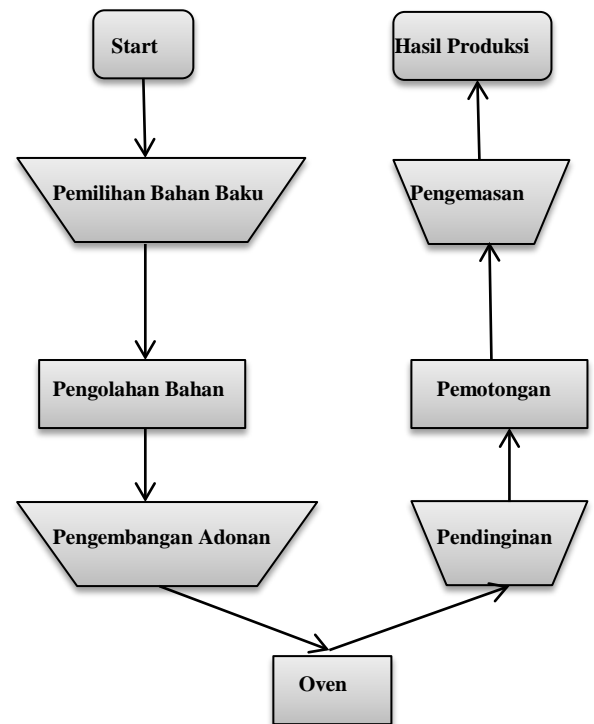 Start
Pemilihan Bahan Baku
Pengolahan Bahan
Pengembangan Adonan
Oven
Pendinginan
Pemotongan
Pengemasan
Hasil Produksi